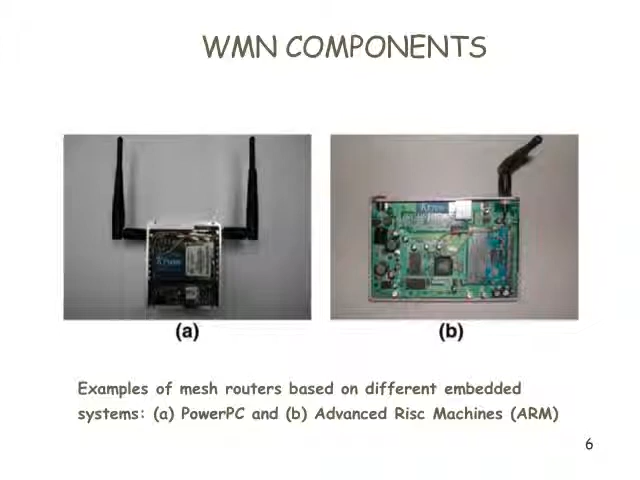 WMN COMPONENTS
(a)
(b)
Examples of mesh routers based on different embedded
systems: (a) PowerPC and (b) Advanced Risc Machines (ARM)
6